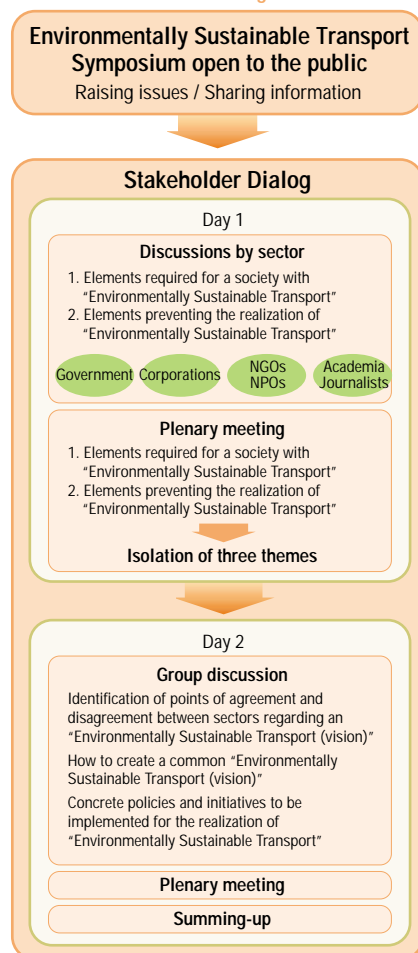 Environmentally Sustainable Transport
Symposium open to the public
Raising issues / Sharing information
Stakeholder Dialog
Day 1
Discussions by sector
1. Elements required for a society with
“Environmentally Sustainable Transport”
2. Elements preventing the realization of
“Environmentally Sustainable Transport”
Government
Corporations
NGOs
NPOs
Academia
Journalists
Plenary meeting
1. Elements required for a society with
“Environmentally Sustainable Transport”
2. Elements preventing the realization of
“Environmentally Sustainable Transport”
Isolation of three themes
Day 2
Group discussion
Identification of points of agreement and
disagreement between sectors regarding an
“Environmentally Sustainable Transport (vision)”
How to create a common “Environmentally
Sustainable Transport (vision)”
Concrete policies and initiatives to be
implemented for the realization of
“Environmentally Sustainable Transport”
Plenary meeting
Summing-up